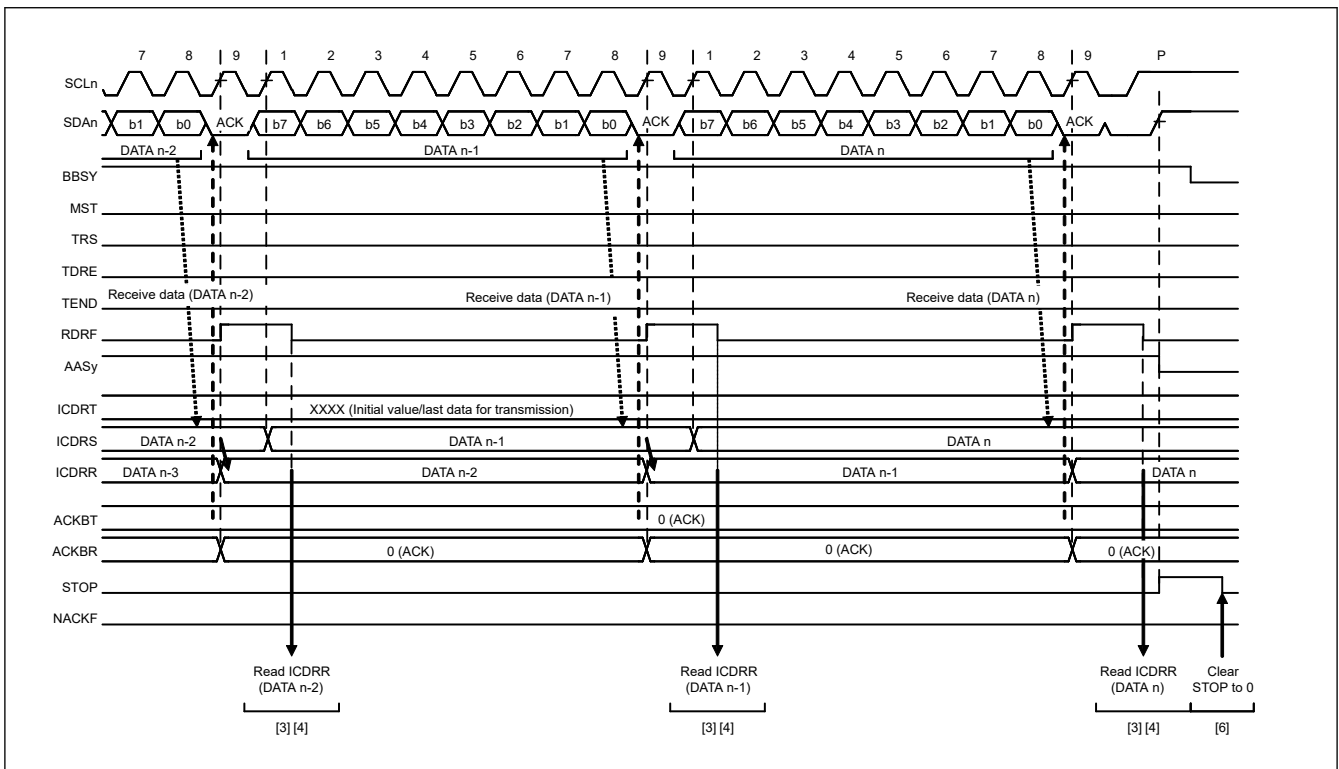 7 8 9 1 2 3 4 5 6 7 8 9 1 2 3 4 5 6 7 8 9 P
SCLn
SDAn b1 b0 ACK b7 b6 b5 b4 b3 b2 b1 b0 ACK b7 b6 b5 b4 b3 b2 b1 b0 ACK
DATA n-2 DATA n-1 DATA n
BBSY
MST
TRS
TDRE
Receive data (DATA n-2) Receive data (DATA n-1) Receive data (DATA n)
TEND
RDRF
AASy
ICDRT XXXX (Initial value/last data for transmission)
ICDRS DATA n-2 DATA n-1 DATA n
ICDRR DATA n-3 DATA n-2 DATA n-1 DATA n
ACKBT 0 (ACK)
ACKBR 0 (ACK) 0 (ACK) 0 (ACK)
STOP
NACKF
Read ICDRR Read ICDRR Read ICDRR Clear
(DATA n-2) (DATA n-1) (DATA n) STOP to 0
[3] [4] [3] [4] [3] [4] [6]